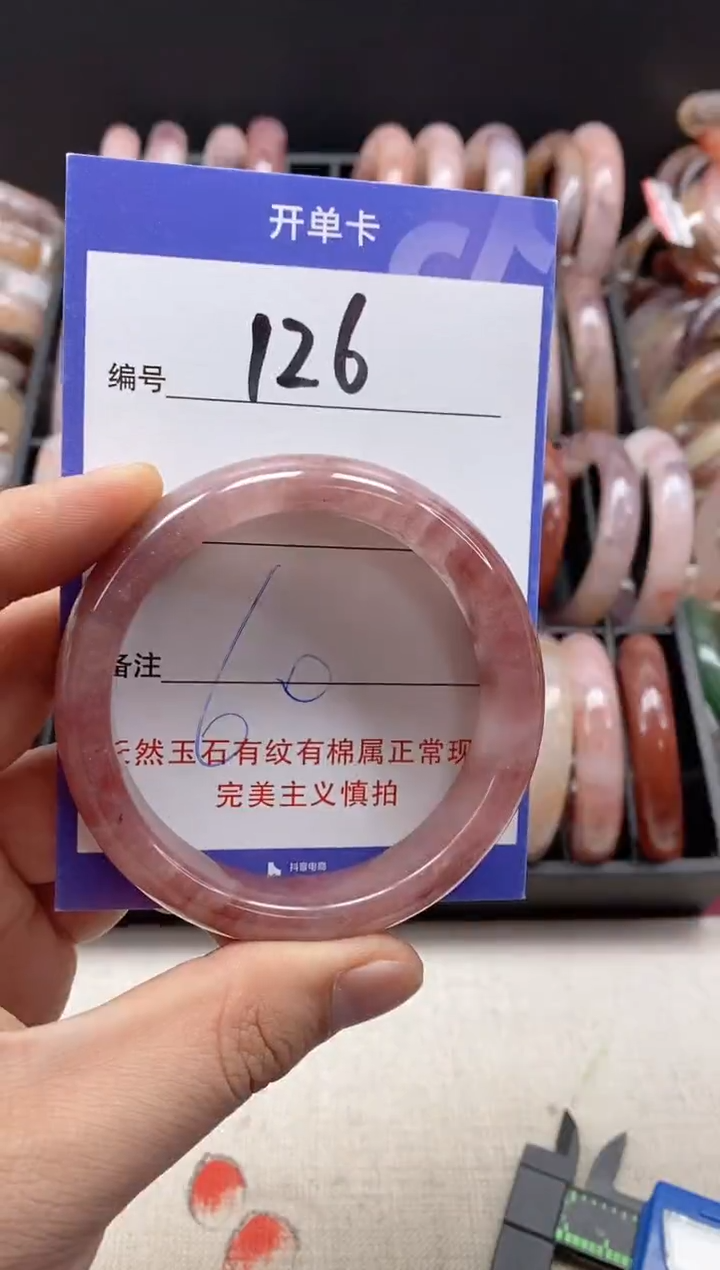 开单卡
编号 126
60
备注
天然玉石有纹有棉属正常现
完美主义慎拍
抖音电商